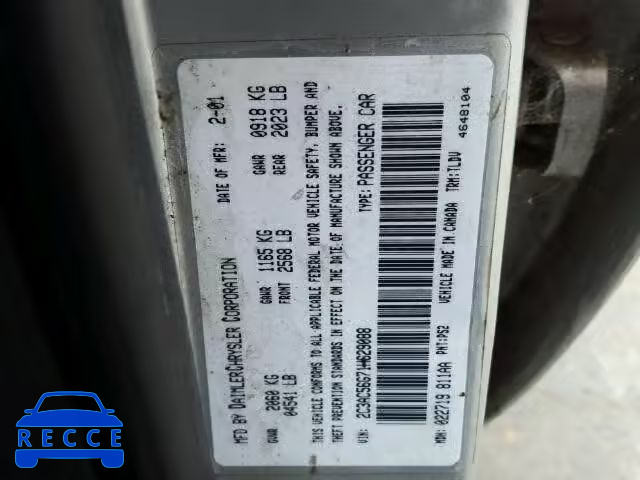 MFD BY DAIMLERCHRYSLER CORPORATION DATE OF MFR: 2-01
GVWR 2060 KG GAWR 1165 KG GAWR 0918 KG
04541 LB FRONT 2568 LB REAR 2023 LB
THIS VEHICLE CONFORMS TO ALL APPLICABLE FEDERAL MOTOR VEHICLE SAFETY, BUMPER AND
THEFT PREVENTION STANDARDS IN EFFECT ON THE DATE OF MANUFACTURE SHOWN ABOVE.
VIN: 2C3AC56G71H629088 TYPE: PASSENGER CAR
MDH: 022719 811AA PNT: PS2 VEHICLE MADE IN CANADA TRM: TLDV
4648104
RECCE